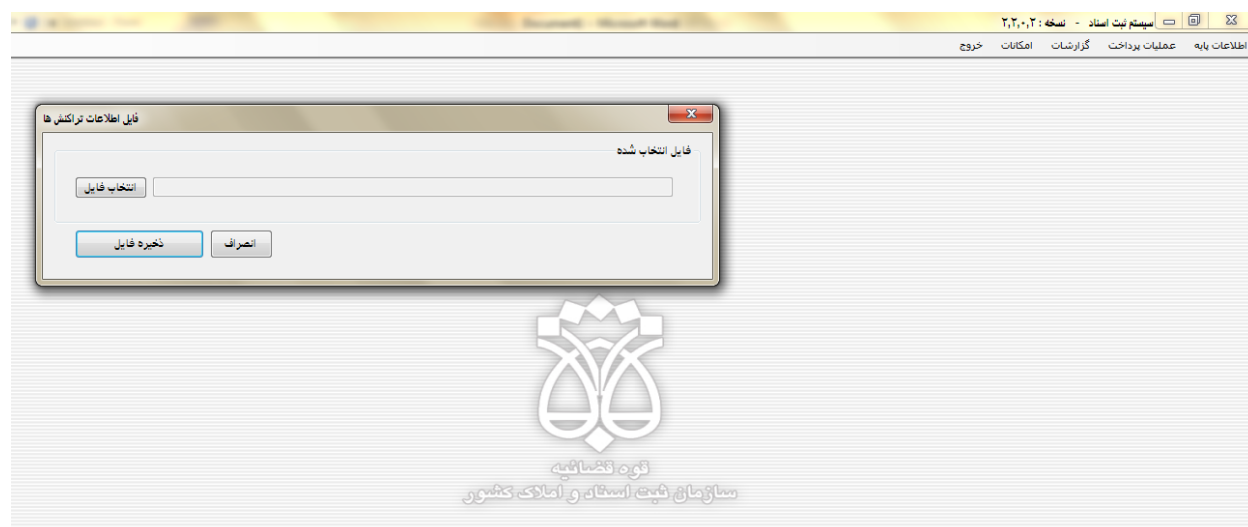 سیستم ثبت اسناد - نسخه : ۲,۲,۰,۲
اطلاعات پایه عملیات پرداخت گزارشات امکانات خروج
فایل اطلاعات تراکنش ها
فایل انتخاب شده
انتخاب فایل
انصراف ذخیره فایل
قوه قضائیه
سازمان ثبت اسناد و املاک کشور